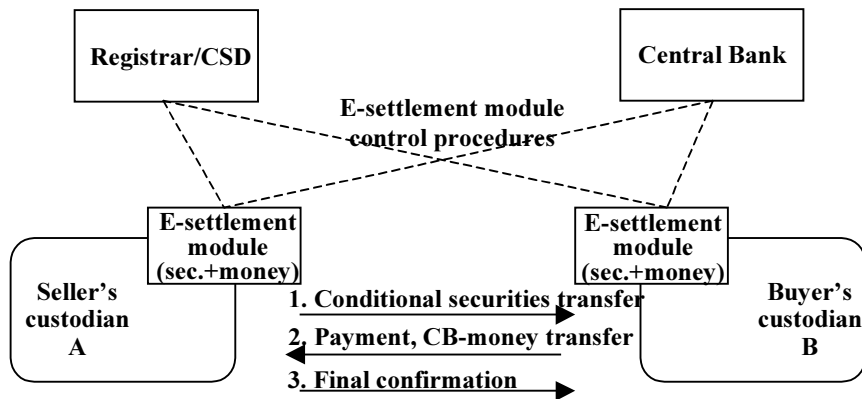 Registrar/CSD
Central Bank
E-settlement module
control procedures
E-settlement
module
(sec.+money)
E-settlement
module
(sec.+money)
Seller's
custodian
A
1. Conditional securities transfer
2. Payment, CB-money transfer
3. Final confirmation
Buyer's
custodian
B